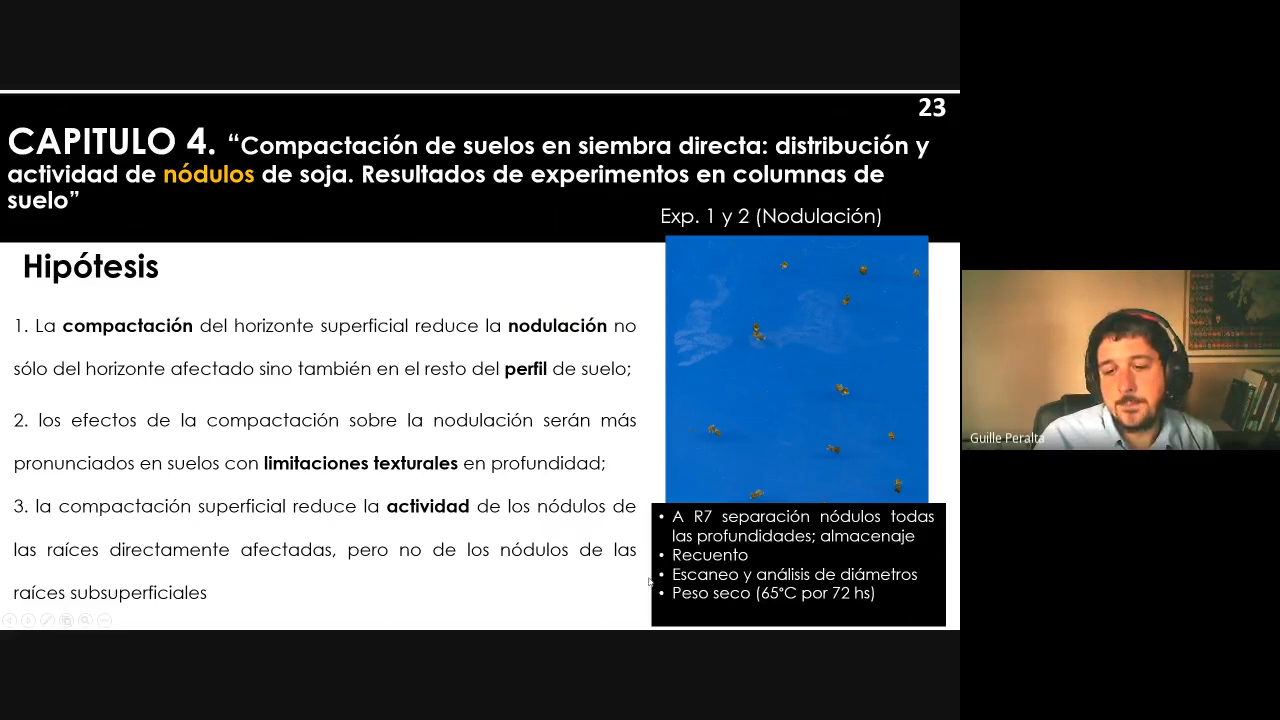 23
CAPITULO 4. “Compactación de suelos en siembra directa: distribución y
actividad de nódulos de soja. Resultados de experimentos en columnas de
suelo”
Exp. 1 y 2 (Nodulación)
Hipótesis
1. La compactación del horizonte superficial reduce la nodulación no
sólo del horizonte afectado sino también en el resto del perfil de suelo;
2. los efectos de la compactación sobre la nodulación serán más
pronunciados en suelos con limitaciones texturales en profundidad;
3. la compactación superficial reduce la actividad de los nódulos de
las raíces directamente afectadas, pero no de los nódulos de las
raíces subsuperficiales
• A R7 separación nódulos todas
las profundidades; almacenaje
• Recuento
• Escaneo y análisis de diámetros
• Peso seco (65°C por 72 hs)
Guille Peralta